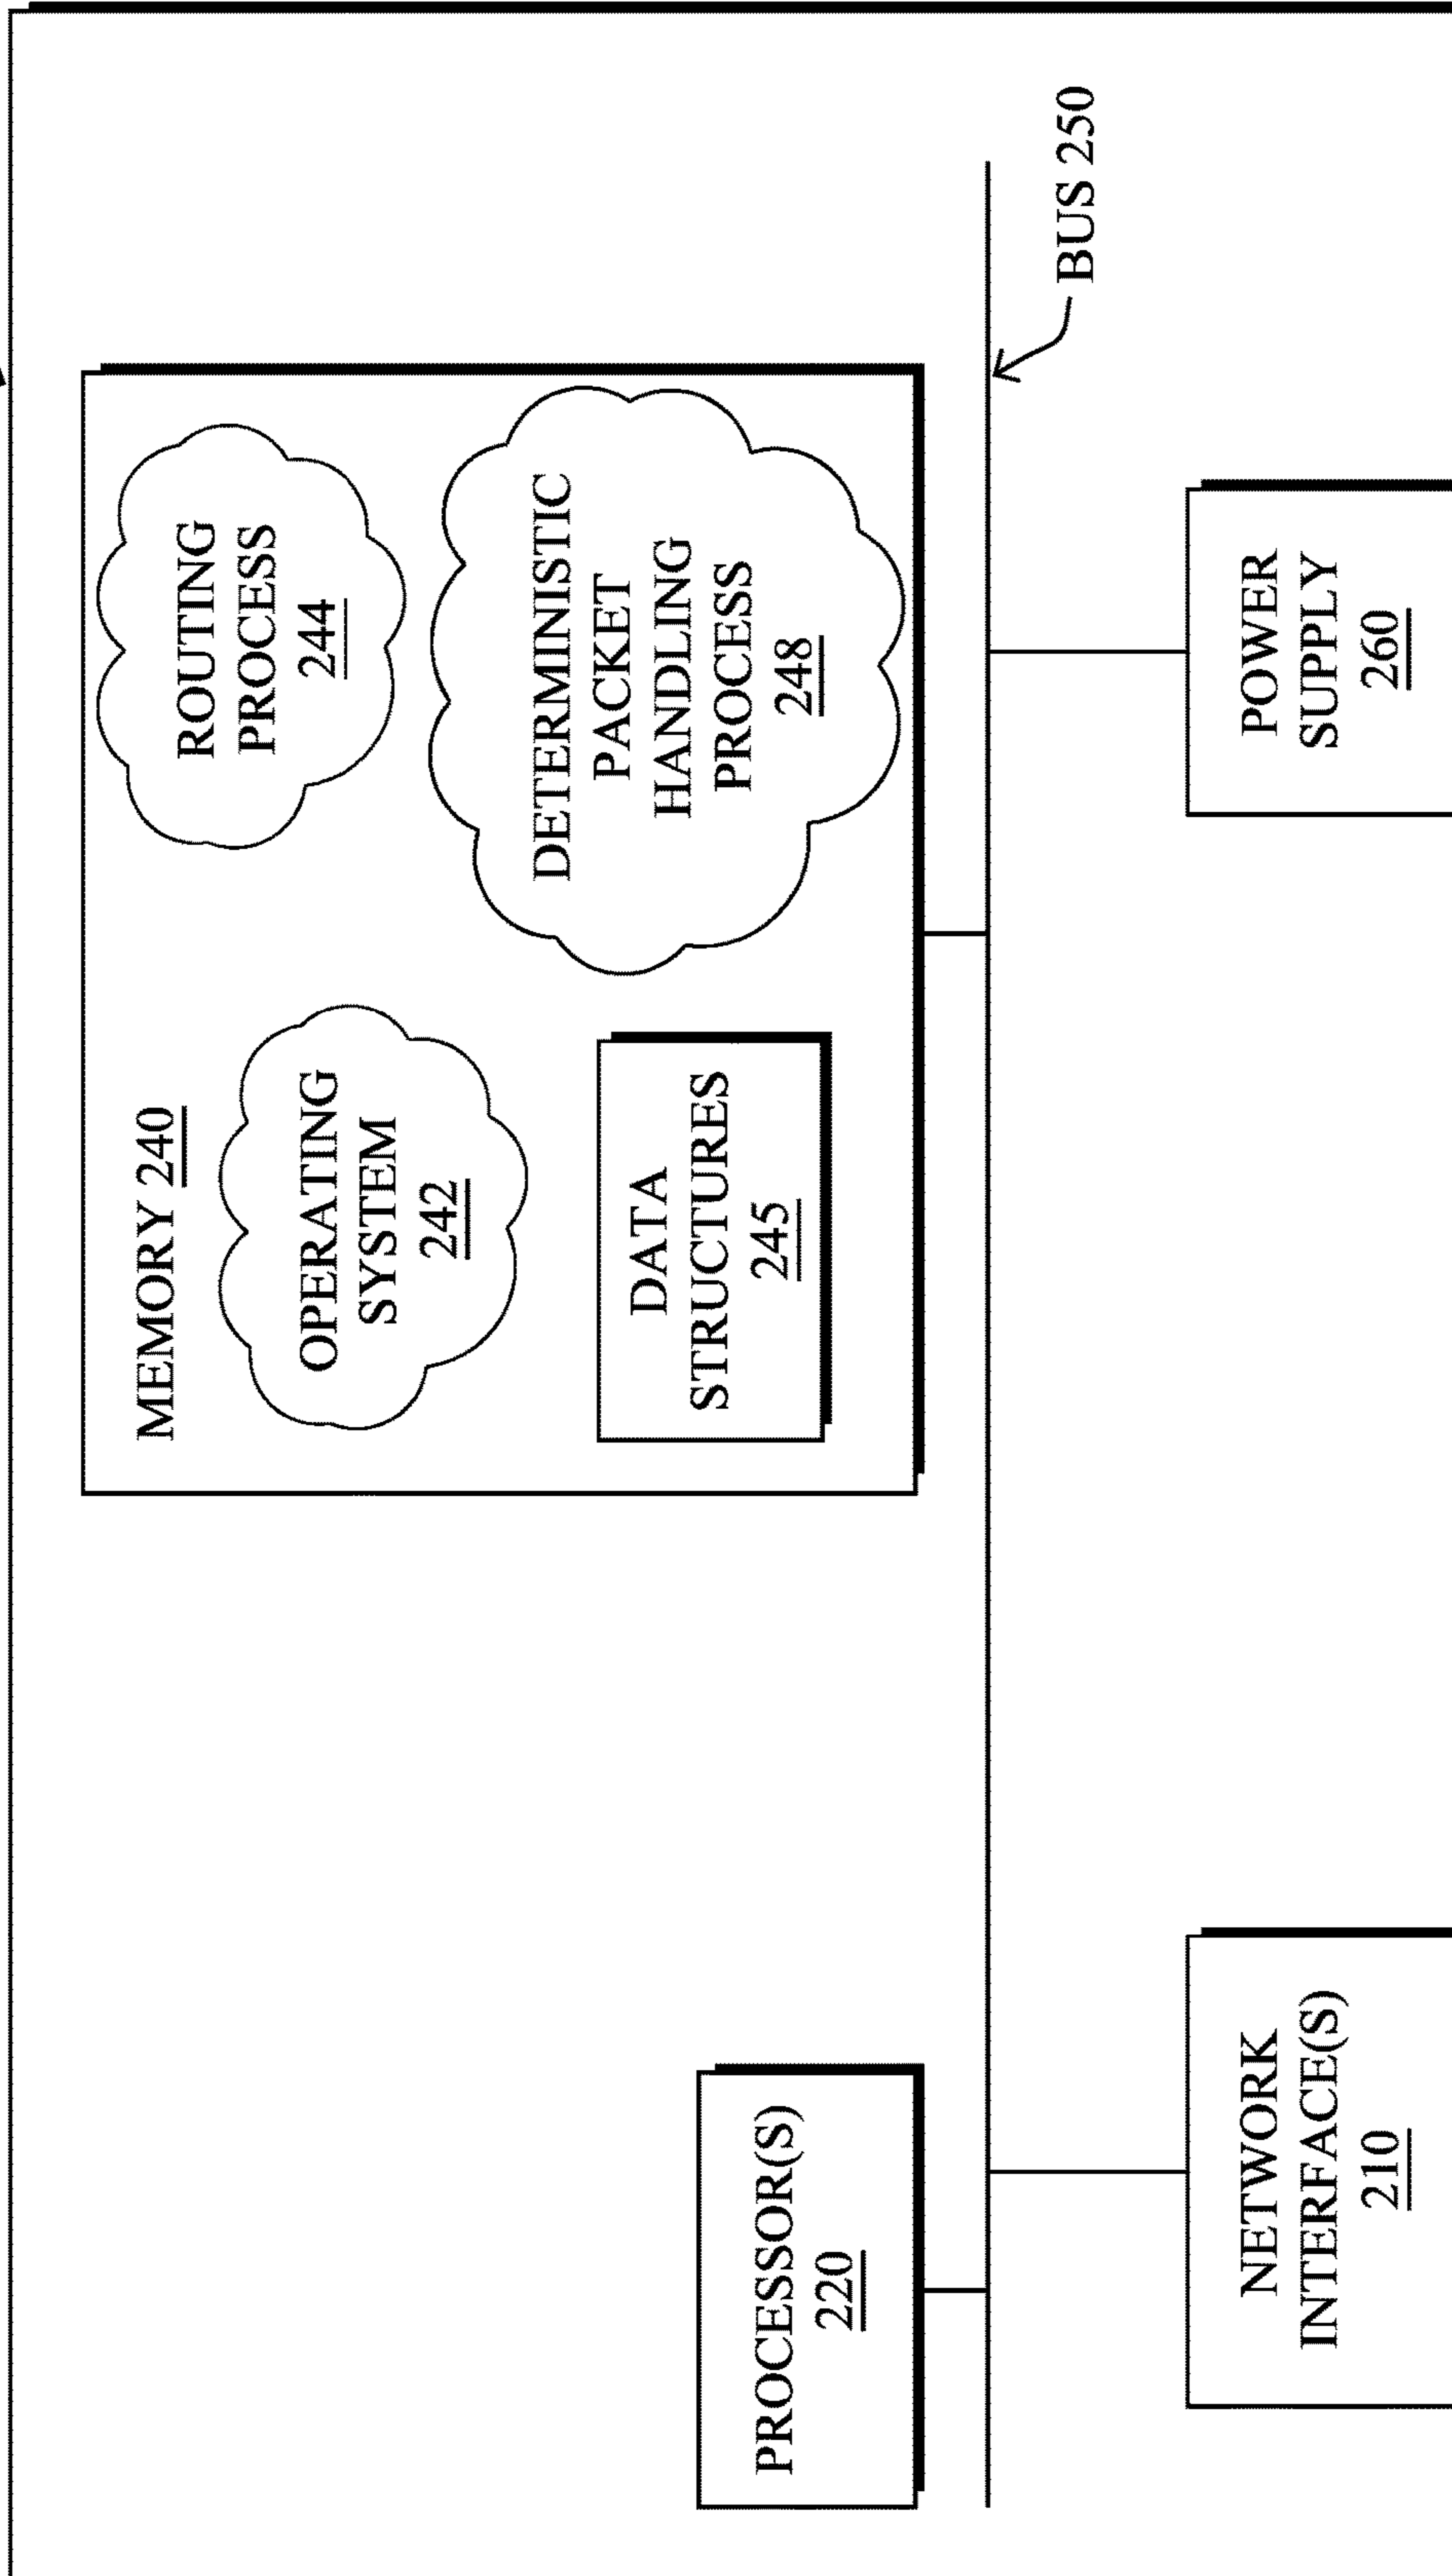 MEMORY 240
OPERATING
SYSTEM
242
DATA
STRUCTURES
245
ROUTING
PROCESS
244
DETERMINISTIC
PACKET
HANDLING
PROCESS
248
PROCESSOR(S)
220
BUS 250
NETWORK
INTERFACE(S)
210
POWER
SUPPLY
260